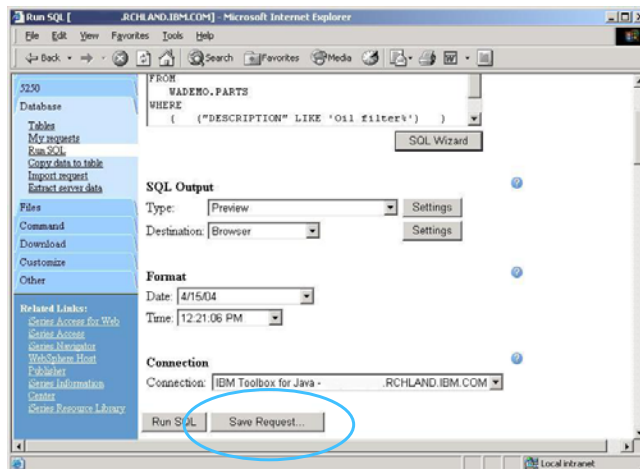 Run SQL [ .RCHLAND.IBM.COM] - Microsoft Internet Explorer
File Edit View Favorites Tools Help
Back Search Favorites Media
5250
Database
Tables
My requests
Run SQL
Copy data to table
Import request
Extract server data
Files
Command
Download
Customize
Other
Related Links:
iSeries Access for Web
iSeries Access
iSeries Navigator
WebSphere Host
Publisher
iSeries Information
Center
iSeries Resource Library
FROM
WADEMO.PARTS
WHERE
( ("DESCRIPTION" LIKE 'Oil filter%') )
SQL Wizard
SQL Output
Type: Preview Settings
Destination: Browser Settings
Format
Date: 4/15/04
Time: 12:21:06 PM
Connection
Connection: IBM Toolbox for Java - .RCHLAND.IBM.COM
Run SQL Save Request...
Local intranet